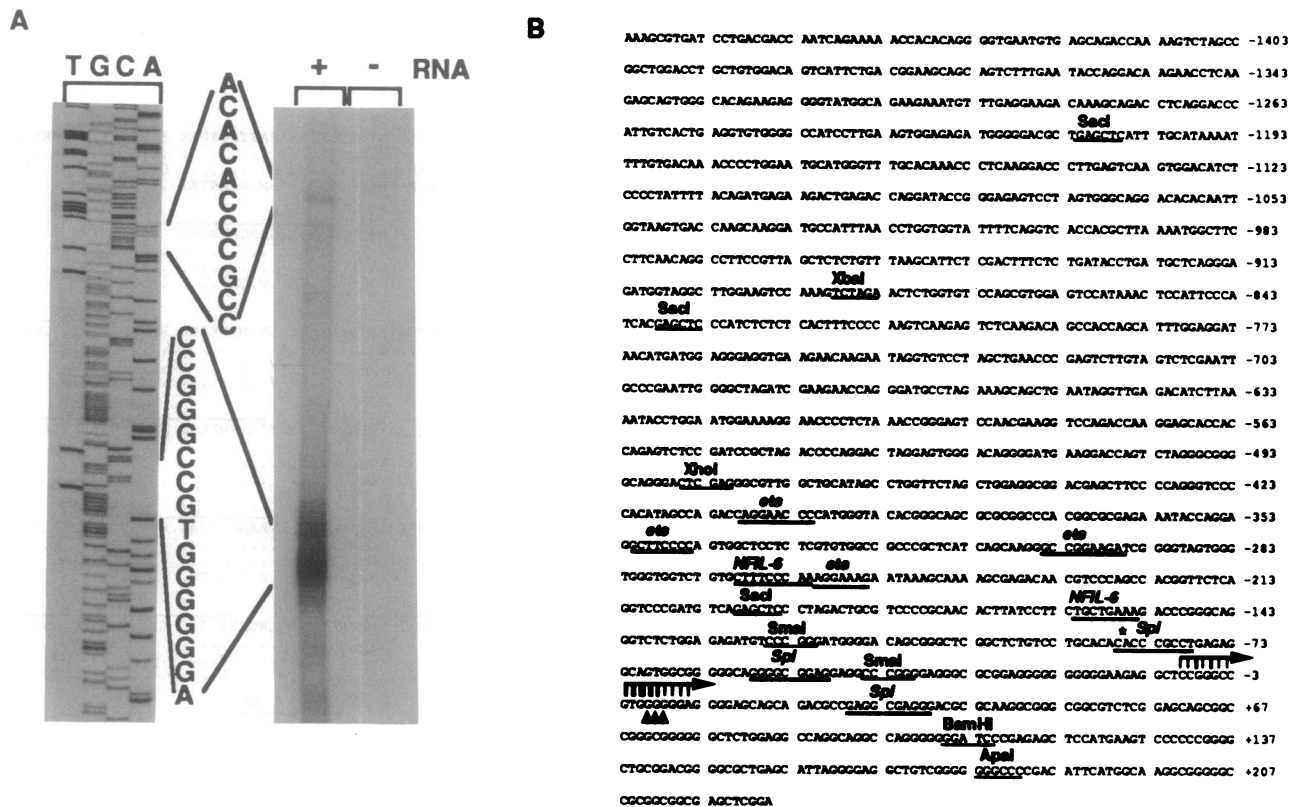 A
T G C A
+ - RNA
A
C
A
C
A
C
C
C
G
C
C
C
C
G
G
G
C
C
G
T
G
G
G
G
G
G
A
B
AAAGCGTGAT CCTGACGACC AATCAGAAAA ACCACACAGG GGTGAATGTG AGCAGACCAA AAGTCTAGCC -1403
GGCTGGACCT GCTGTGGACA GTCATTCTGA CGGAAGCAGC AGTCTTTGAA TACCAGGACA AGAACCTCAA -1343
GAGCAGTGGG CACAGAAGAG GGGTATGGCA GAAGAAATGT TTGAGGAAGA CAAAGCAGAC CTCAGGACCC -1263
SacI
ATTGTCACTG AGGTGTGGGG CCATCCTTGA AGTGGAGAGA TGGGGGACGCT GAGCTCATT TGCATAAAAT -1193
TTTGTGACAA ACCCCTGGAA TGCATGGGTT TGCACAAACC CTCAAGGACC CTTGAGTCAA GTGGACATCT -1123
CCCCTATTTT ACAGATGAGA AGACTGAGAC CAGGATACCG GGAGAGTCCT AGTGGGCAGG ACACACAATT -1053
GGTAAGTGAC CAAGCAAGGA TGCCATTTAA CCTGGTGGTA TTTTCAGGTC ACCACGCTTA AAATGGCTTC -983
CTTCAACAGG CCTTCCGTTA GCTCTCTGTT TAAGCATTCT CGACTTTCTC TGATACCTGA TGCTCAGGGA -913
XbaI
GATGGTAGGC TTGGAAGTCC AAAGTCTAGA ACTCTGGTGT CCAGCGTGGA GTCCATAAAC TCCATTCCCA -843
SacI
TCACGAGCTC CCATCTCTCT CACTTTCCCC AAGTCAAGAG TCTCAAGACA GCCACCAGCA TTTGGAGGAT -773
AACATGATGG AGGGAGGTGA AGAACAAGAA TAGGTGTCCT AGCTGAACCC GAGTCTTGTA GTCTCGAATT -703
GCCCGAATTG GGGCTAGATC GAAGAACCAG GGATGCCTAG AAAGCAGCTG AATAGGTTGA GACATCTTAA -633
AATACCTGGA ATGGAAAAGG AACCCCTCTA AACCGGGAGT CCAACGAAGG TCCAGACCAA GGAGCACCAC -563
CAGAGTCTCC GATCCGCTAG ACCCCAGGAC TAGGAGTGGG ACAGGGGATG AAGGACCAGT CTAGGGCGGG -493
XhoI
GCAGGGACTC GAGGGCGTTG GCTGCATAGC CTGGTTCTAG CTGGAGGCGG ACGAGCTTCC CCAGGGTCCC -423
ets
CACATAGCCA GACCAGGAAC CCCATGGGTA CACGGGCAGC GCGCGGCCCA CGGCGCGAGA AATACCAGGA -353
ets ets
GGCTTCCCCA GTGGCTCCTC TCGTGTGGCC GCCCGCTCAT CAGCAAGGGC CGGAAGATCG GGGTAGTGGG -283
NFIL-6 ets
TGGGTGGTCT GTGCTTTCCC AAAGGAAAGA ATAAAGCAAA AGCGAGACAA CGTCCCAGCC ACGGTTCTCA -213
SacI NFIL-6
GGTCCCGATG TCAGAGCTCC CTAGACTGCG TCCCCGCAAC ACTTATCCTT CTGCTGAAAG ACCCGGGCAG -143
SmaI * Sp1
GGTCTCTGGA GAGATGTCCC GGGATGGGGA CAGCGGGCTC GGCTCTGTCC TGCACACACC CGCCTGAGAG -73
Sp1 SmaI
GCAGTGGCGG GGGCAGGGGC GGAGGAGGCC CGGGGAGGGC GCGGAGGGGG GGGGGAAGAG GCTCCGGGCC -3
Sp1
GTGGGGGGAG GGGAGCAGCA GACGCCGAGG CGAGGGACGC GCAAGGCGGG CGGCGTCTCG GAGCAGCGGC +67
BamHI
CGGGCGGGGG GCTCTGGAGG CCAGGCAGGC CAGGGGGGGA TCCCGAGAGC TCCATGAAGT CCCCCCGGGG +137
ApaI
CTGCGGACGG GGCGCTGAGC ATTAGGGGAG GCTGTCGGGG GGGCCCCGAC ATTCATGGCA AGGCGGGGGC +207
CGCGGCGGCG AGCTCGGA